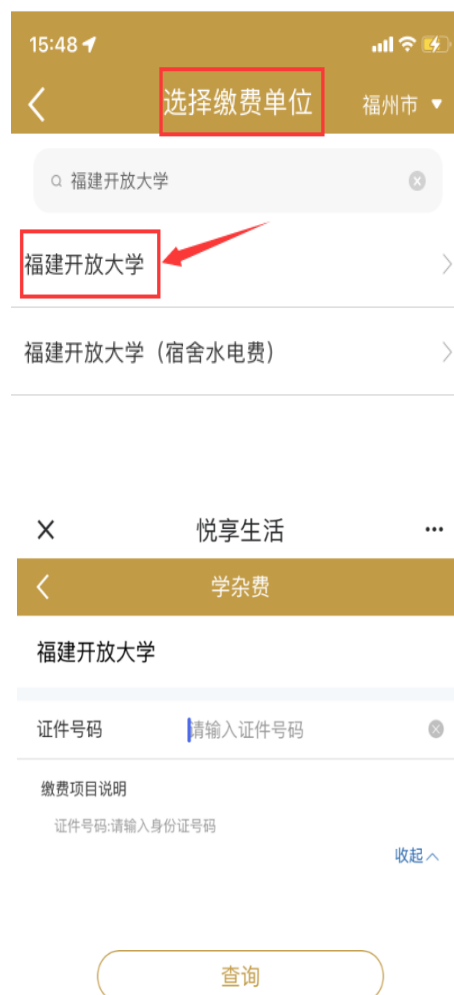 15:48
选择缴费单位
福州市
福建开放大学
福建开放大学
福建开放大学（宿舍水电费）
悦享生活
学杂费
福建开放大学
证件号码 请输入证件号码
缴费项目说明
证件号码:请输入身份证号码
收起
查询